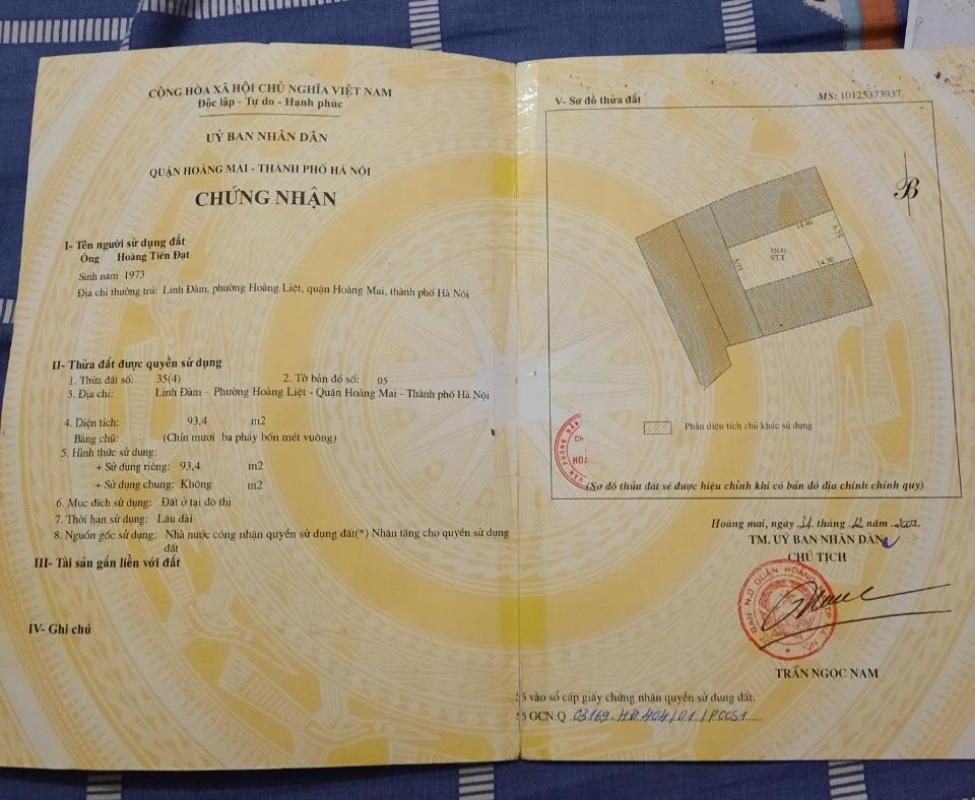 CỘNG HÒA XÃ HỘI CHỦ NGHĨA VIỆT NAM
Độc lập - Tự do - Hạnh phúc
UỶ BAN NHÂN DÂN
QUẬN HOÀNG MAI - THÀNH PHỐ HÀ NỘI
CHỨNG NHẬN
I- Tên người sử dụng đất
Ông Hoàng Tiến Đạt
Sinh năm 1973
Địa chỉ thường trú: Linh Đàm, phường Hoàng Liệt, quận Hoàng Mai, thành phố Hà Nội
II- Thửa đất được quyền sử dụng
1. Thửa đất số: 35(4) 2. Tờ bản đồ số: 05
3. Địa chỉ: Linh Đàm - Phường Hoàng Liệt - Quận Hoàng Mai - Thành phố Hà Nội
4. Diện tích: 93,4 m2
Bằng chữ: (Chín mươi ba phẩy bốn mét vuông)
5. Hình thức sử dụng:
+ Sử dụng riêng: 93,4 m2
+ Sử dụng chung: Không m2
6. Mục đích sử dụng: Đất ở tại đô thị
7. Thời hạn sử dụng: Lâu dài
8. Nguồn gốc sử dụng: Nhà nước công nhận quyền sử dụng đất(*) Nhận tặng cho quyền sử dụng
đất
III- Tài sản gắn liền với đất
IV- Ghi chú
V- Sơ đồ thửa đất
MS: 10125373937
B
35(4)
14.30
Phần diện tích chủ khác sử dụng
(Sơ đồ thửa đất sẽ được hiệu chỉnh khi có bản đồ địa chính chính quy)
Hoàng mai, ngày 31 tháng 12 năm
TM. UỶ BAN NHÂN DÂN
CHỦ TỊCH
TRẦN NGỌC NAM
vào sổ cấp giấy chứng nhận quyền sử dụng đất:
GCN:Q 03169